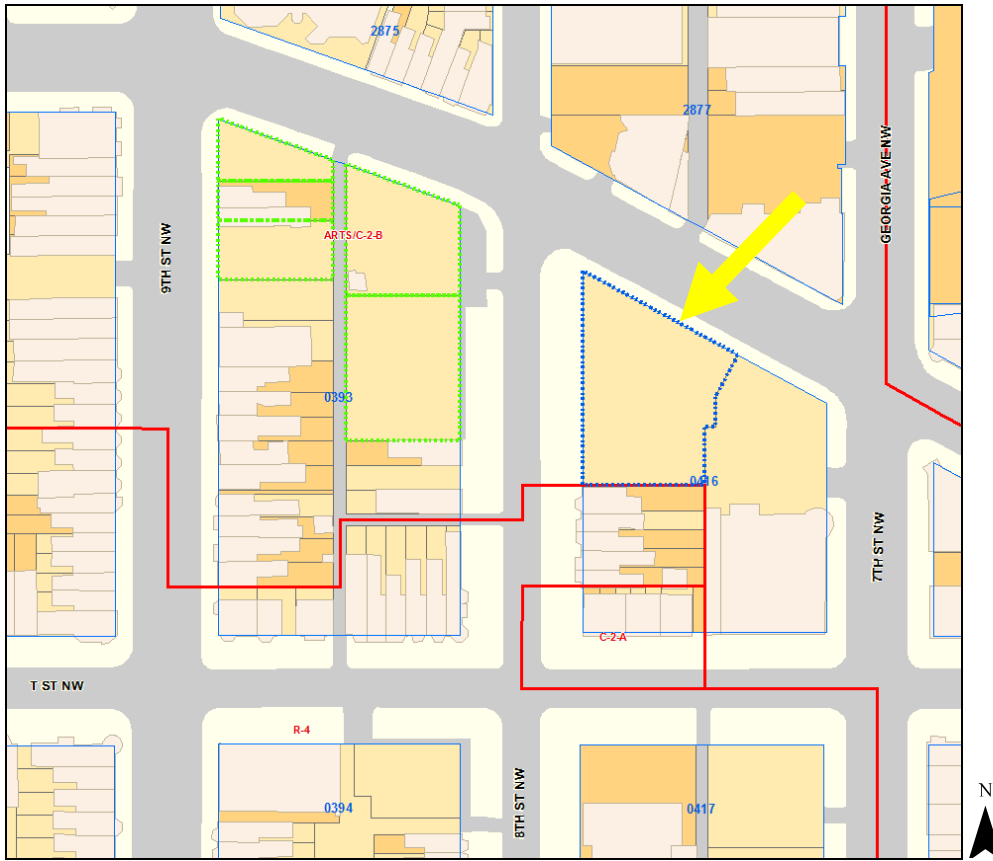 2875
2877
GEORGIA AVE NW
9TH ST NW
ARTS/C-2-B
0393
0416
7TH ST NW
C-2-A
T ST NW
R-4
8TH ST NW
0394
0417
N